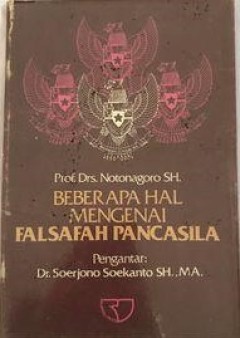 Prof. Drs. Notonagoro SH.
BEBERAPA HAL
MENGENAI
FALSAFAH PANCASILA
Pengantar:
Dr. Soerjono Soekanto SH.,MA.